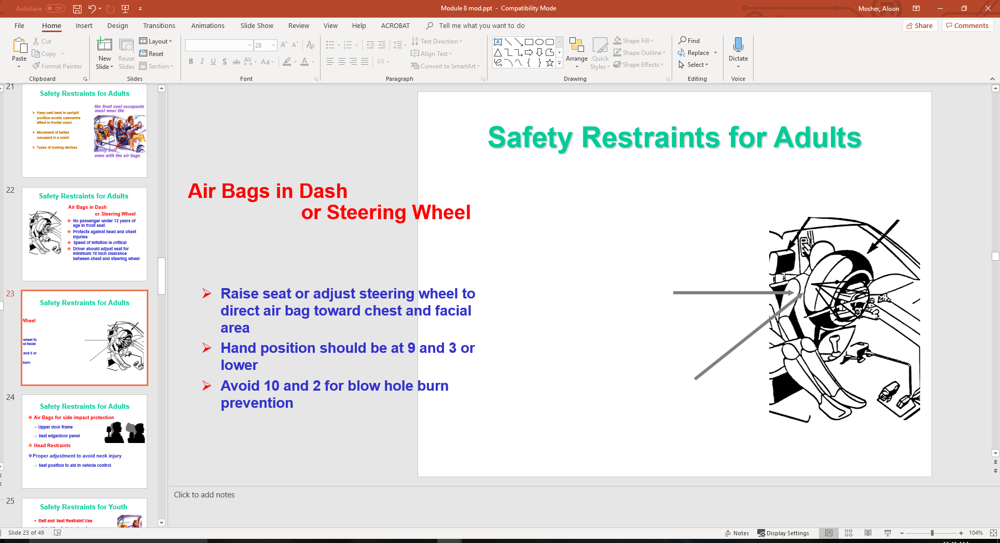 AutoSave Off
Module 8 mod.ppt - Compatibility Mode
Mosher, Alison
File Home Insert Design Transitions Animations Slide Show Review View Help ACROBAT Tell me what you want to do
Share Comments
Paste
Cut
Copy
Format Painter
Clipboard
New Slide
Reuse Slides
Layout
Reset
Section
Slides
28
B I U S ab AV Aa A
Font
Text Direction
Align Text
Convert to SmartArt
Paragraph
Arrange
Quick Styles
Shape Fill
Shape Outline
Shape Effects
Drawing
Find
Replace
Select
Editing
Dictate
Voice
21
Safety Restraints for Adults
the front seat occupants
must wear the
➢ Keep seat back in upright
position avoids submarine
effect in frontal crash
➢ Movement of belted
occupant in a crash
➢ Types of locking devices
safety belt
even with the air bags
22
Safety Restraints for Adults
Air Bags in Dash
or Steering Wheel
❖ No passenger under 12 years of
age in front seat
❖ Protects against head and chest
injuries
❖ Speed of inflation is critical
❖ Driver should adjust seat for
minimum 10 inch clearance
between chest and steering wheel
23
Safety Restraints for Adults
Wheel
wheel to
nd facial
and 3 or
burn
24
Safety Restraints for Adults
❖ Air Bags for side impact protection
– Upper door frame
– Seat edge/door panel
❖ Head Restraints
❖Proper adjustment to avoid neck injury
– Seat position to aid in vehicle control
25
Safety Restraints for Youth
• Belt and Seat Restraint Use
Safety Restraints for Adults
Air Bags in Dash
or Steering Wheel
➢ Raise seat or adjust steering wheel to
direct air bag toward chest and facial
area
➢ Hand position should be at 9 and 3 or
lower
➢ Avoid 10 and 2 for blow hole burn
prevention
Click to add notes
Slide 23 of 49
Notes Display Settings
104%